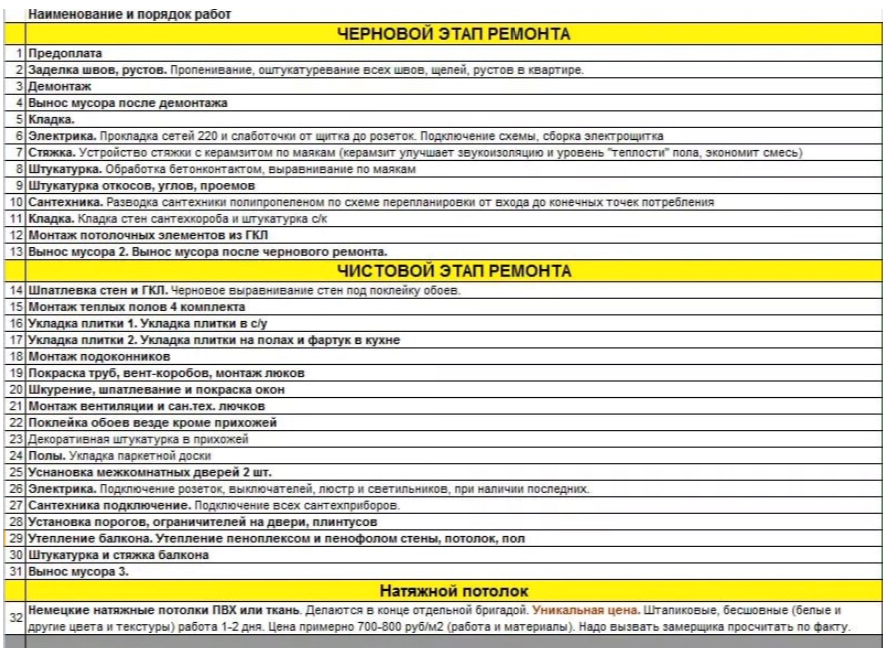 Наименование и порядок работ
ЧЕРНОВОЙ ЭТАП РЕМОНТА
1 Предоплата
2 Заделка швов, рустов. Пропенивание, оштукатуревание всех швов, щелей, рустов в квартире.
3 Демонтаж
4 Вынос мусора после демонтажа
5 Кладка.
6 Электрика. Прокладка сетей 220 и слаботочки от щитка до розеток. Подключение схемы, сборка електрощитка
7 Стяжка. Устройство стяжки с керамзитом по маякам (керамзит улучшает звукоизоляцию и уровень "теплости" пола, экономит смесь)
8 Штукатурка. Обработка бетонконтактом, выравнивание по маякам
9 Штукатурка откосов, углов, проемов
10 Сантехника. Разводка сантехники полипропеленом по схеме перепланировки от входа до конечных точек потребления
11 Кладка. Кладка стен сантехкороба и штукатурка с/к
12 Монтаж потолочных элементов из ГКЛ
13 Вынос мусора 2. Вынос мусора после чернового ремонта.
ЧИСТОВОЙ ЭТАП РЕМОНТА
14 Шпатлевка стен и ГКЛ. Черновое выравнивание стен под поклейку обоев.
15 Монтаж теплых полов 4 комплекта
16 Укладка плитки 1. Укладка плитки в с/у
17 Укладка плитки 2. Укладка плитки на полах и фартук в кухне
18 Монтаж подоконников
19 Покраска труб, вент-коробов, монтаж люков
20 Шкурение, шпатлевание и покраска окон
21 Монтаж вентиляции и сан.тех. лючков
22 Поклейка обоев везде кроме прихожей
23 Декоративная штукатурка в прихожей
24 Полы. Укладка паркетной доски
25 Уснановка межкомнатных дверей 2 шт.
26 Электрика. Подключение розеток, выключателей, люстр и светильников, при наличии последних.
27 Сантехника подключение. Подключение всех сантехприборов.
28 Установка порогов, ограничителей на двери, плинтусов
29 Утепление балкона. Утепление пеноплексом и пенофолом стены, потолок, пол
30 Штукатурка и стяжка балкона
31 Вынос мусора 3.
Натяжной потолок
32 Немецкие натяжные потолки ПВХ или ткань. Делаются в конце отдельной бригадой. Уникальная цена. Штапиковые, бесшовные (белые и
другие цвета и текстуры) работа 1-2 дня. Цена примерно 700-800 руб/м2 (работа и материалы). Надо вызвать замерщика просчитать по факту.